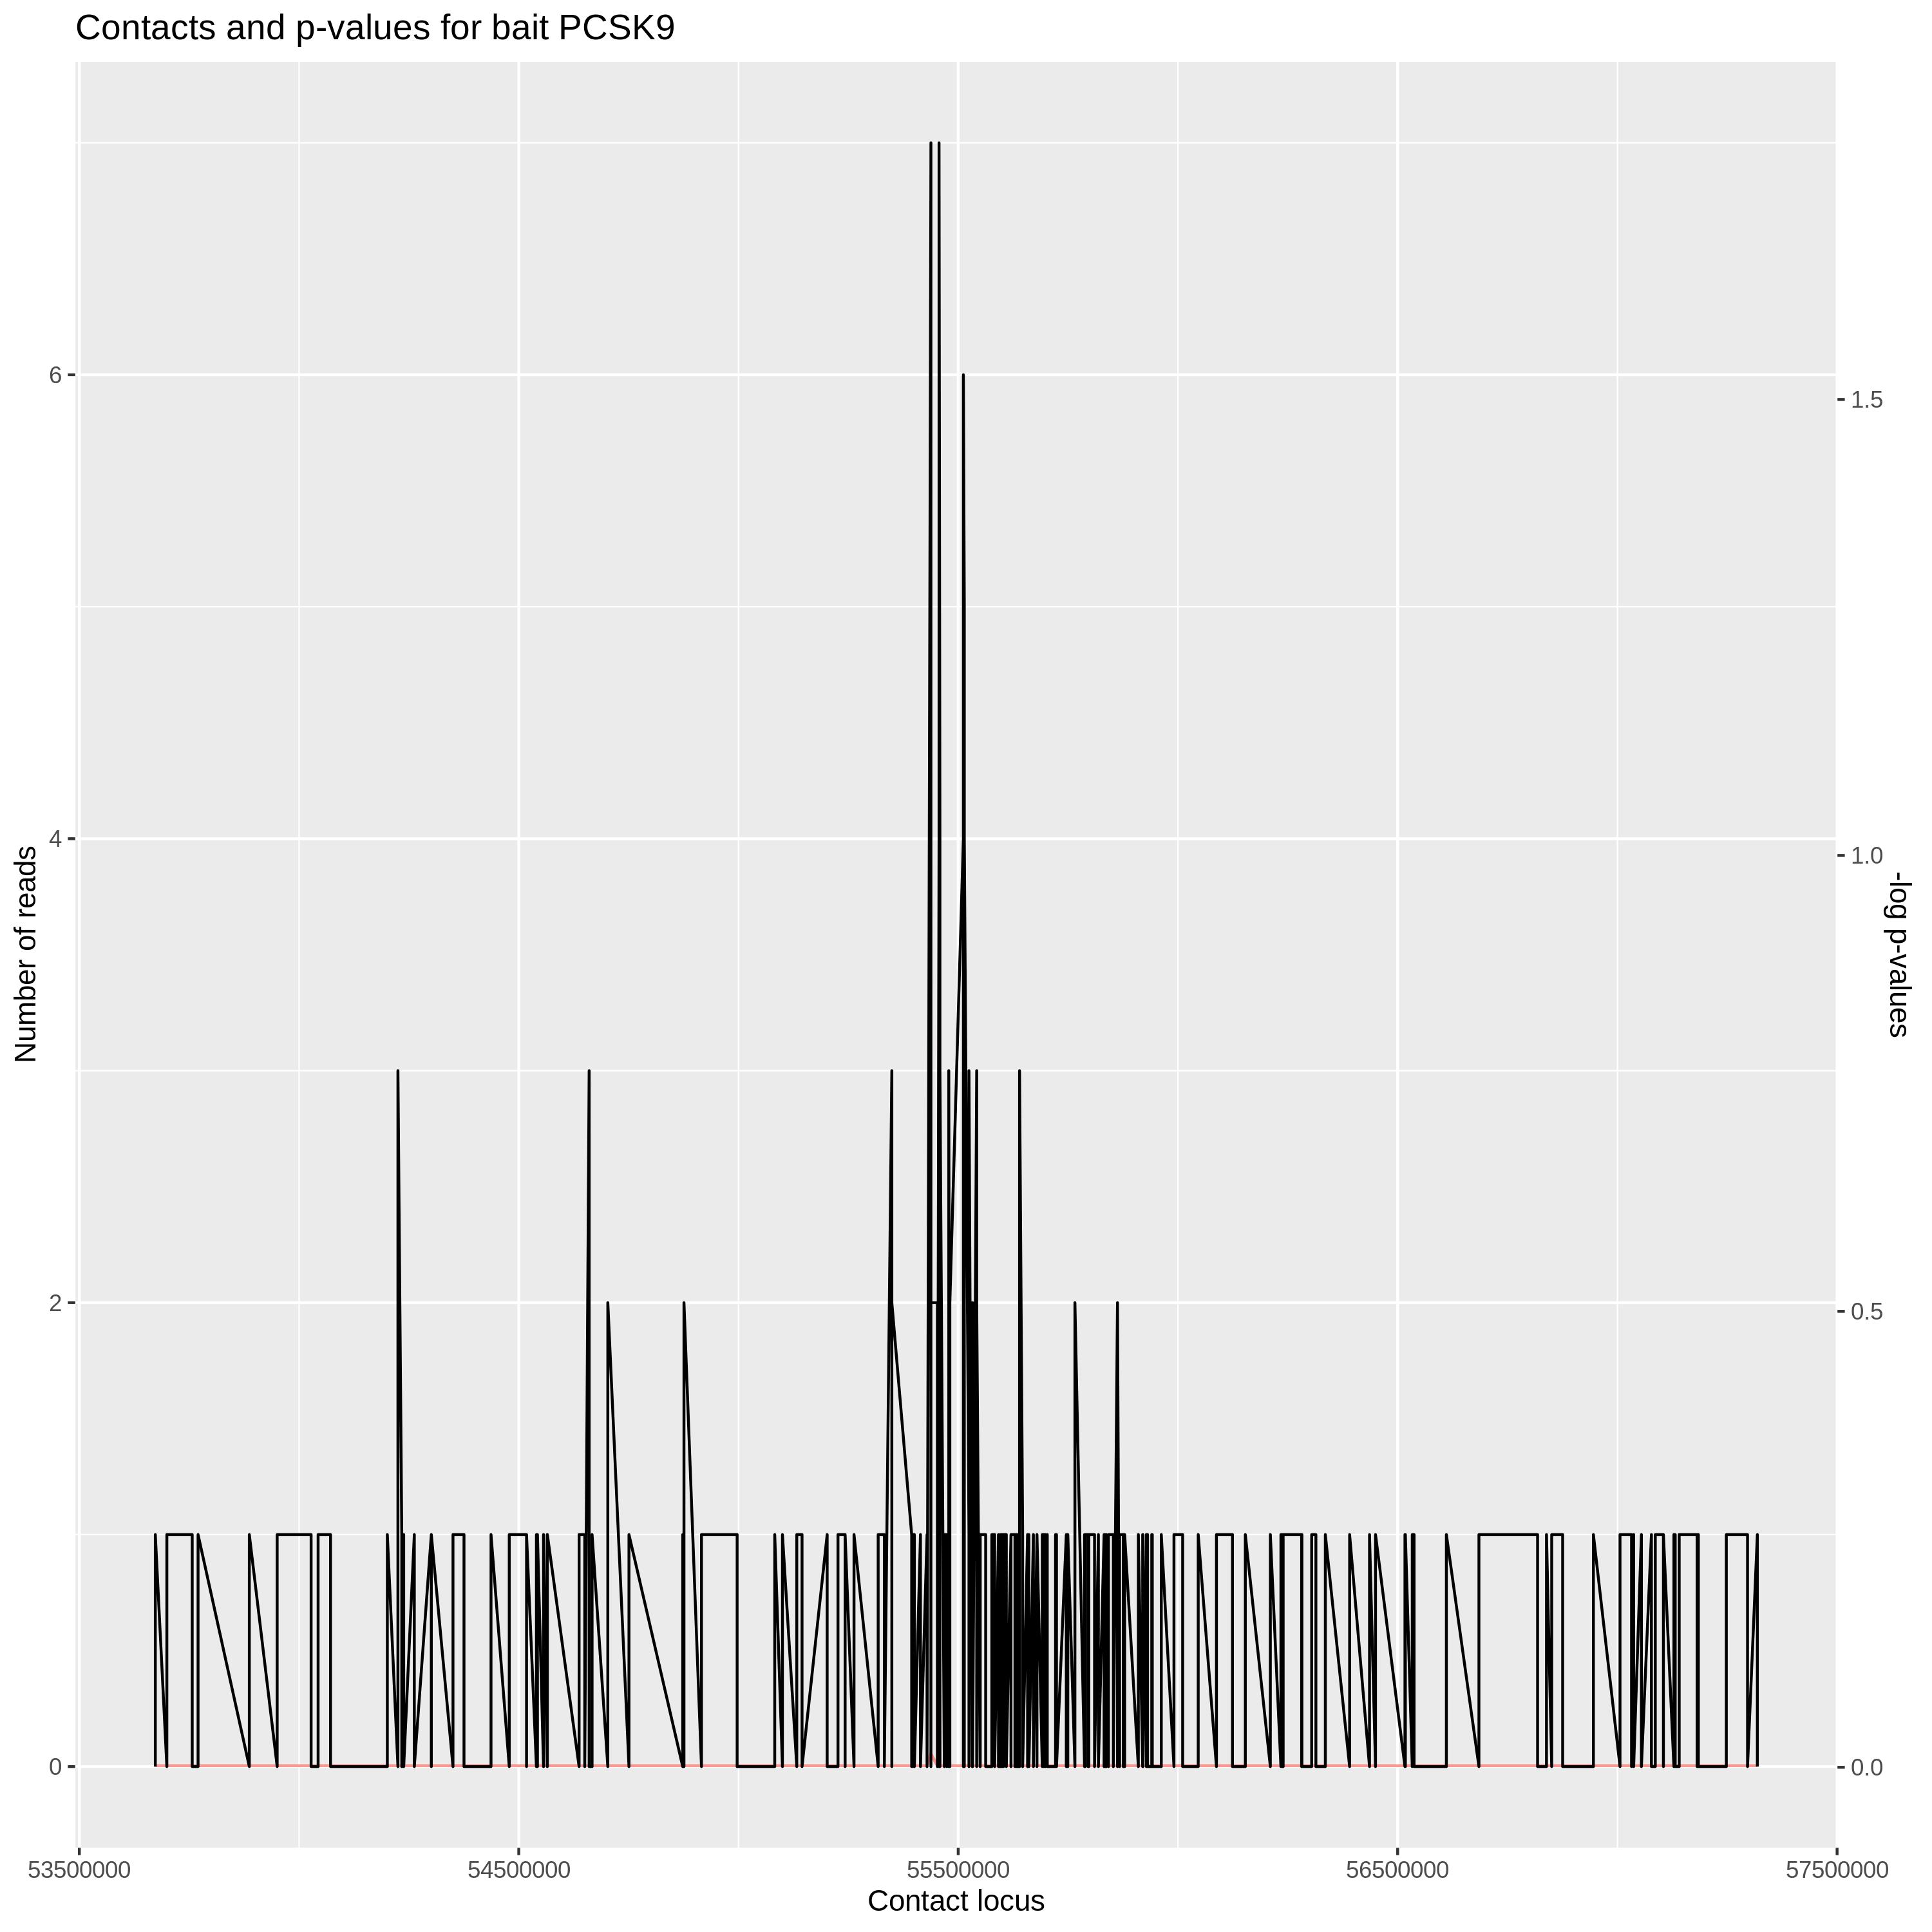 Contacts and p-values for bait PCSK9
6
4
2
0
Number of reads
1.5
1.0
0.5
0.0
-log p-values
53500000 54500000 55500000 56500000 57500000
Contact locus